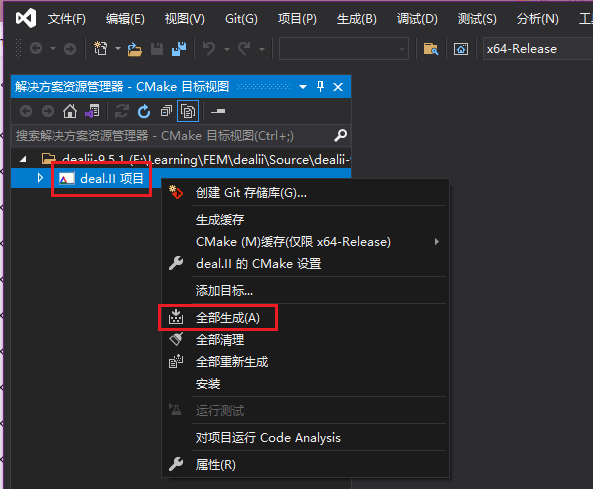 文件(F) 编辑(E) 视图(V) Git(G) 项目(P) 生成(B) 调试(D) 测试(S) 分析(N)
x64-Release
解决方案资源管理器 - CMake 目标视图
搜索解决方案资源管理器 - CMake 目标视图(Ctrl+;)
dealii-9.5.1 (E:\Learning\FEM\dealii\Source\dealii-9
deal.II 项目
创建 Git 存储库(G)...
生成缓存
CMake (M)缓存(仅限 x64-Release)
deal.II 的 CMake 设置
添加目标...
全部生成(A)
全部清理
全部重新生成
安装
运行测试
对项目运行 Code Analysis
属性(R)